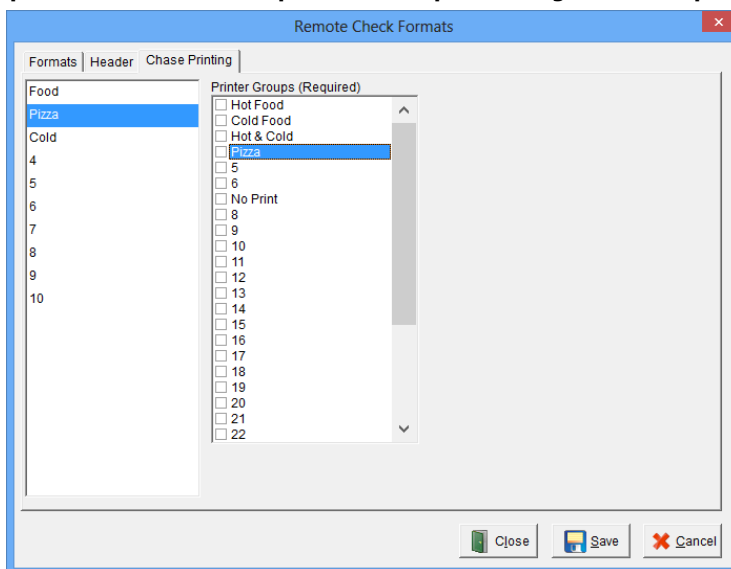 Remote Check Formats
Formats Header Chase Printing
Food
Pizza
Cold
4
5
6
7
8
9
10
Printer Groups (Required)
Hot Food
Cold Food
Hot & Cold
Pizza
5
6
No Print
8
9
10
11
12
13
14
15
16
17
18
19
20
21
22
Close Save Cancel